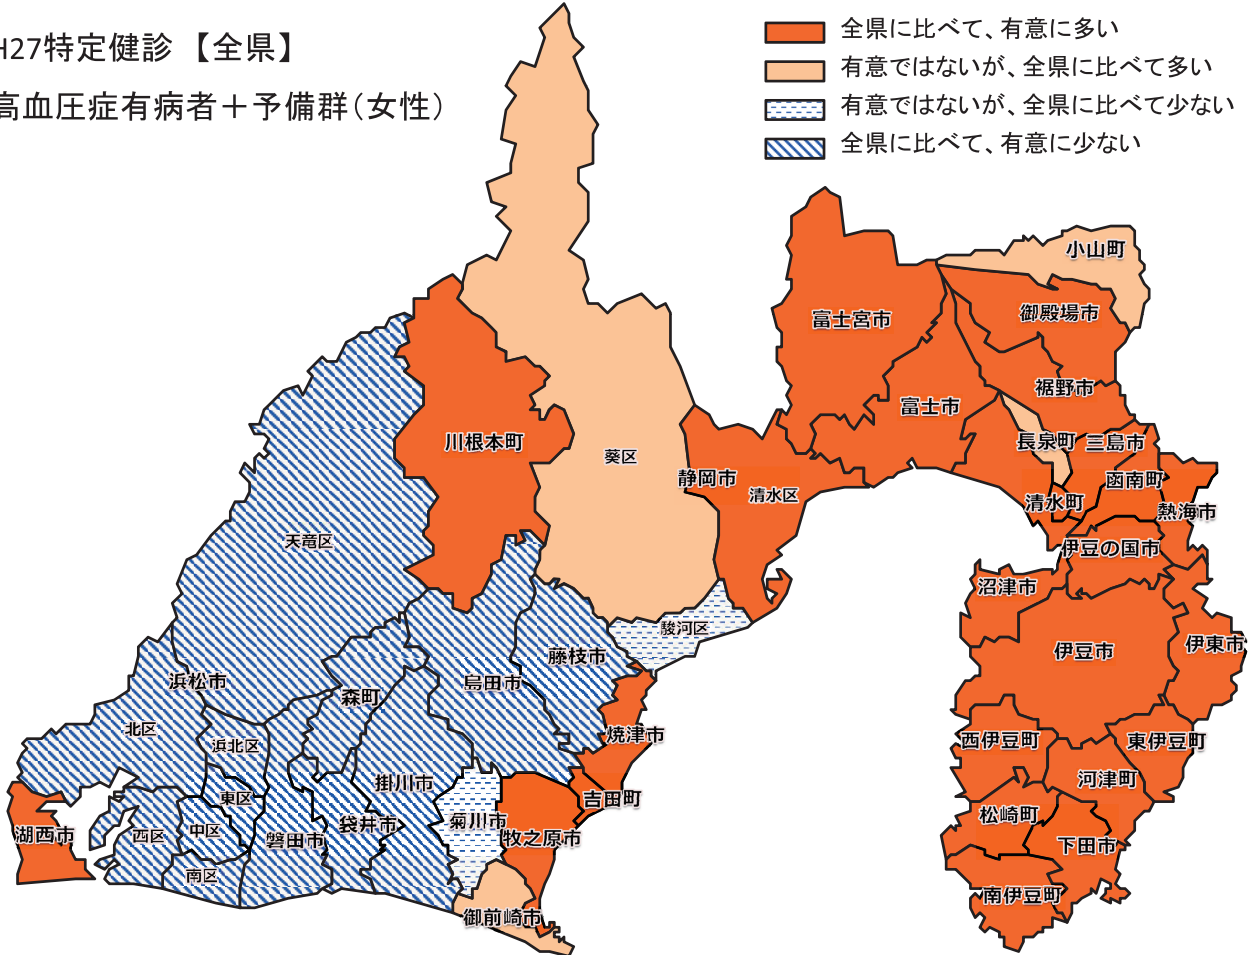 H27特定健診 【全県】
高血圧症有病者＋予備群（女性）
全県に比べて、有意に多い
有意ではないが、全県に比べて多い
有意ではないが、全県に比べて少ない
全県に比べて、有意に少ない
小山町
御殿場市
富士宮市
裾野市
富士市
長泉町
三島市
川根本町
葵区
静岡市
清水区
函南町
清水町
熱海市
天竜区
伊豆の国市
沼津市
駿河区
伊東市
伊豆市
藤枝市
浜松市
島田市
森町
北区
浜北区
焼津市
西伊豆町
東伊豆町
掛川市
河津町
東区
吉田町
松崎町
湖西市
西区
中区
磐田市
袋井市
菊川市
牧之原市
下田市
南区
南伊豆町
御前崎市